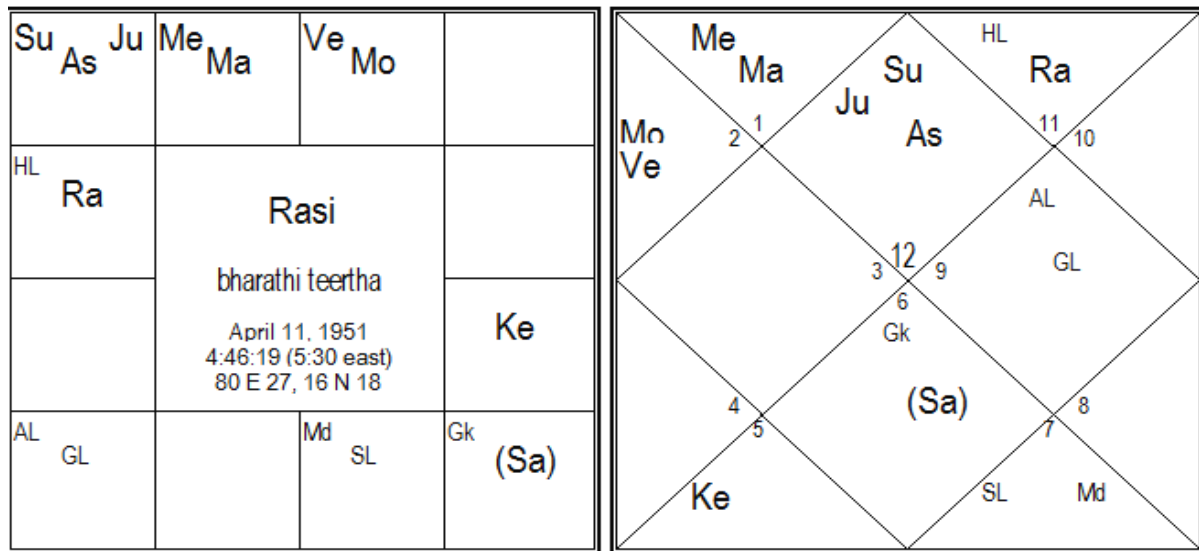 Su Ju Me Ve
As Ma Mo
HL
Ra
Rasi
bharathi teertha
April 11, 1951
4:46:19 (5:30 east)
80 E 27, 16 N 18
Ke
AL Md Gk
GL SL (Sa)
Me HL
Ma Su Ra
Ju
Mo As
Ve
2 1 11 10
AL
12
3 9 GL
6
Gk
(Sa)
4 8
5 7
Ke SL Md